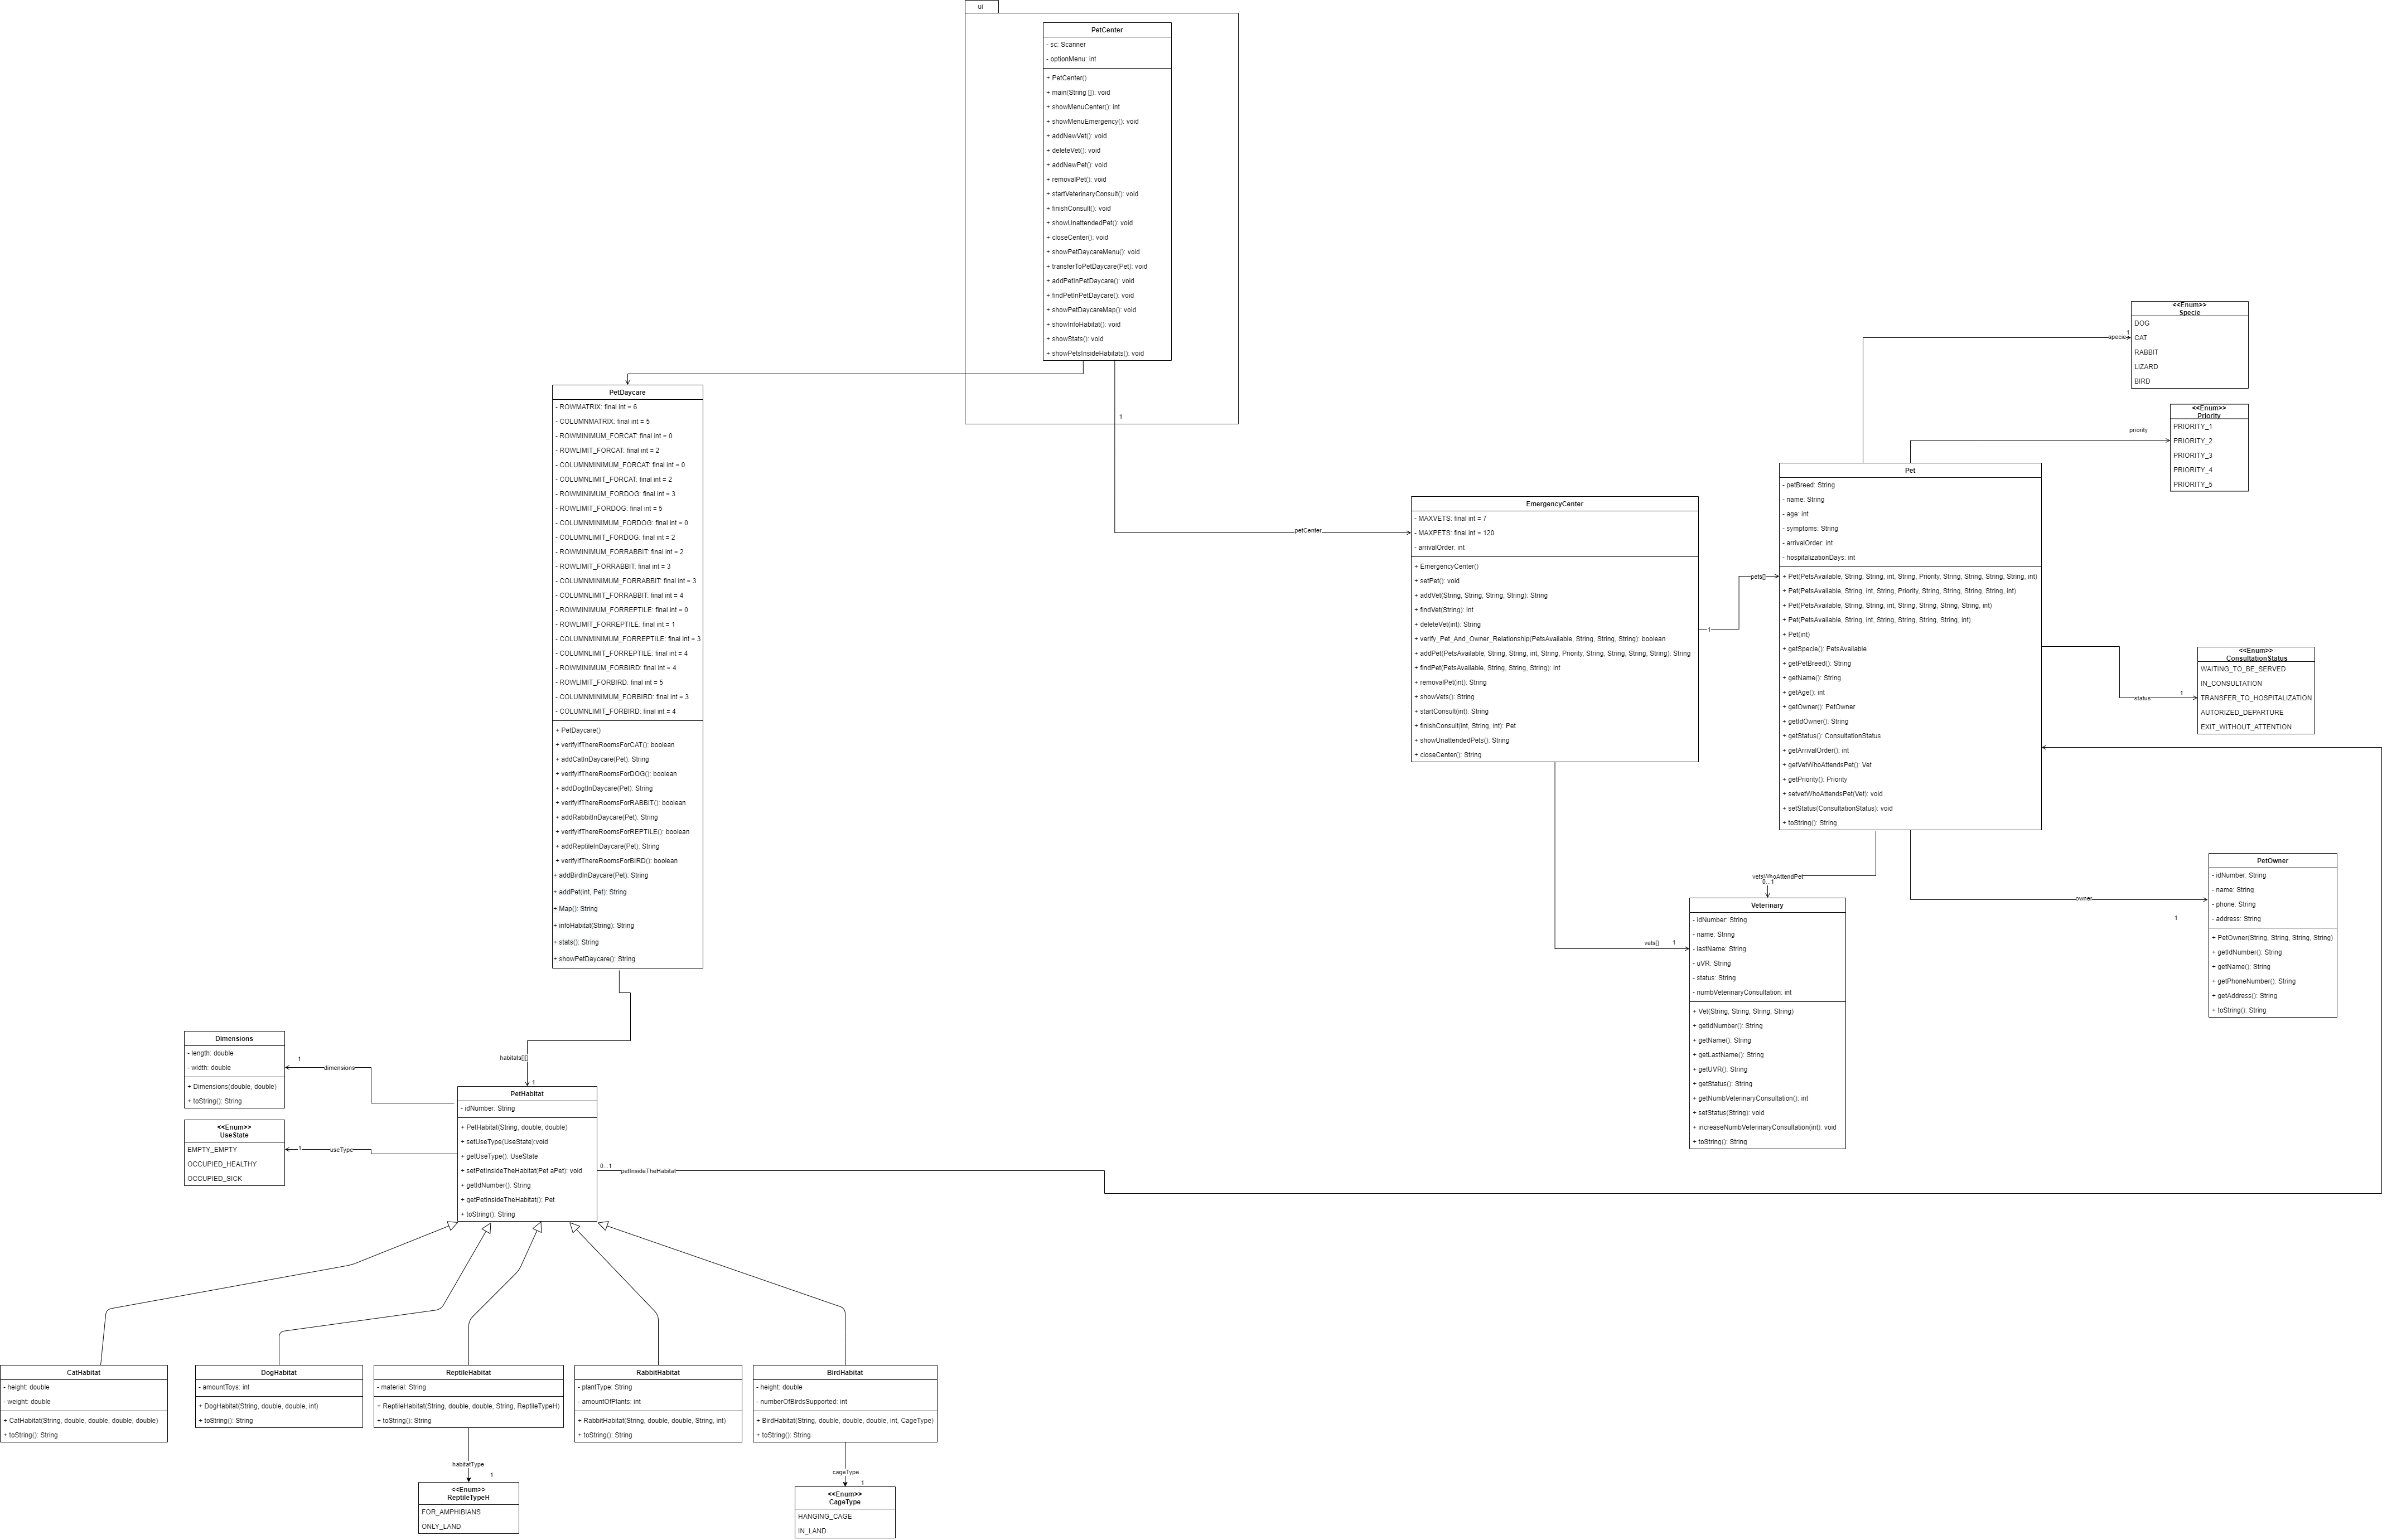 ui
PetCenter
- sc: Scanner
- optionMenu: int
+ PetCenter()
+ main(String []): void
+ showMenuCenter(): int
+ showMenuEmergency(): void
+ addNewVet(): void
+ deleteVet(): void
+ addNewPet(): void
+ removalPet(): void
+ startVeterinaryConsult(): void
+ finishConsult(): void
+ showUnattendedPet(): void
+ closeCenter(): void
+ showPetDaycareMenu(): void
+ transferToPetDaycare(Pet): void
+ addPetInPetDaycare(): void
+ findPetInPetDaycare(): void
+ showPetDaycareMap(): void
+ showInfoHabitat(): void
+ showStats(): void
+ showPetsInsideHabitats(): void
1
petCenter
PetDaycare
- ROWMATRIX: final int = 6
- COLUMNMATRIX: final int = 5
- ROWMINIMUM_FORCAT: final int = 0
- ROWLIMIT_FORCAT: final int = 2
- COLUMNMINIMUM_FORCAT: final int = 0
- COLUMNLIMIT_FORCAT: final int = 2
- ROWMINIMUM_FORDOG: final int = 3
- ROWLIMIT_FORDOG: final int = 5
- COLUMNMINIMUM_FORDOG: final int = 0
- COLUMNLIMIT_FORDOG: final int = 2
- ROWMINIMUM_FORRABBIT: final int = 2
- ROWLIMIT_FORRABBIT: final int = 3
- COLUMNMINIMUM_FORRABBIT: final int = 3
- COLUMNLIMIT_FORRABBIT: final int = 4
- ROWMINIMUM_FORREPTILE: final int = 0
- ROWLIMIT_FORREPTILE: final int = 1
- COLUMNMINIMUM_FORREPTILE: final int = 3
- COLUMNLIMIT_FORREPTILE: final int = 4
- ROWMINIMUM_FORBIRD: final int = 4
- ROWLIMIT_FORBIRD: final int = 5
- COLUMNMINIMUM_FORBIRD: final int = 3
- COLUMNLIMIT_FORBIRD: final int = 4
+ PetDaycare()
+ verifyIfThereRoomsForCAT(): boolean
+ addCatInDaycare(Pet): String
+ verifyIfThereRoomsForDOG(): boolean
+ addDogtInDaycare(Pet): String
+ verifyIfThereRoomsForRABBIT(): boolean
+ addRabbitInDaycare(Pet): String
+ verifyIfThereRoomsForREPTILE(): boolean
+ addReptileInDaycare(Pet): String
+ verifyIfThereRoomsForBIRD(): boolean
+ addBirdInDaycare(Pet): String
+ addPet(int, Pet): String
+ Map(): String
+ infoHabitat(String): String
+ stats(): String
+ showPetDaycare(): String
habitats[][]
1
EmergencyCenter
- MAXVETS: final int = 7
- MAXPETS: final int = 120
- arrivalOrder: int
+ EmergencyCenter()
+ setPet(): void
+ addVet(String, String, String, String): String
+ findVet(String): int
+ deleteVet(int): String
+ verify_Pet_And_Owner_Relationship(PetsAvailable, String, String, String): boolean
+ addPet(PetsAvailable, String, String, int, String, Priority, String, String, String, String): String
+ findPet(PetsAvailable, String, String, String): int
+ removalPet(int): String
+ showVets(): String
+ startConsult(int): String
+ finishConsult(int, String, int): Pet
+ showUnattendedPets(): String
+ closeCenter(): String
pets[]
1
vets[]
1
<<Enum>>
Specie
DOG
CAT
RABBIT
LIZARD
BIRD
specie
1
<<Enum>>
Priority
PRIORITY_1
PRIORITY_2
PRIORITY_3
PRIORITY_4
PRIORITY_5
priority
Pet
- petBreed: String
- name: String
- age: int
- symptoms: String
- arrivalOrder: int
- hospitalizationDays: int
+ Pet(PetsAvailable, String, String, int, String, Priority, String, String, String, String, int)
+ Pet(PetsAvailable, String, int, String, Priority, String, String, String, String, int)
+ Pet(PetsAvailable, String, String, int, String, String, String, String, int)
+ Pet(PetsAvailable, String, int, String, String, String, String, int)
+ Pet(int)
+ getSpecie(): PetsAvailable
+ getPetBreed(): String
+ getName(): String
+ getAge(): int
+ getOwner(): PetOwner
+ getIdOwner(): String
+ getStatus(): ConsultationStatus
+ getArrivalOrder(): int
+ getVetWhoAttendsPet(): Vet
+ getPriority(): Priority
+ setvetWhoAttendsPet(Vet): void
+ setStatus(ConsultationStatus): void
+ toString(): String
<<Enum>>
ConsultationStatus
WAITING_TO_BE_SERVED
IN_CONSULTATION
TRANSFER_TO_HOSPITALIZATION
AUTORIZED_DEPARTURE
EXIT_WITHOUT_ATTENTION
status
1
vetsWhoAttendPet
0...1
owner
1
PetOwner
- idNumber: String
- name: String
- phone: String
- address: String
+ PetOwner(String, String, String, String)
+ getIdNumber(): String
+ getName(): String
+ getPhoneNumber(): String
+ getAddress(): String
+ toString(): String
Veterinary
- idNumber: String
- name: String
- lastName: String
- uVR: String
- status: String
- numbVeterinaryConsultation: int
+ Vet(String, String, String, String)
+ getIdNumber(): String
+ getName(): String
+ getLastName(): String
+ getUVR(): String
+ getStatus(): String
+ getNumbVeterinaryConsultation(): int
+ setStatus(String): void
+ increaseNumbVeterinaryConsultation(int): void
+ toString(): String
Dimensions
- length: double
- width: double
+ Dimensions(double, double)
+ toString(): String
1
dimensions
<<Enum>>
UseState
EMPTY_EMPTY
OCCUPIED_HEALTHY
OCCUPIED_SICK
1
useType
PetHabitat
- idNumber: String
+ PetHabitat(String, double, double)
+ setUseType(UseState):void
+ getUseType(): UseState
+ setPetInsideTheHabitat(Pet aPet): void
+ getIdNumber(): String
+ getPetInsideTheHabitat(): Pet
+ toString(): String
0...1
petInsideTheHabitat
CatHabitat
- height: double
- weight: double
+ CatHabitat(String, double, double, double, double)
+ toString(): String
DogHabitat
- amountToys: int
+ DogHabitat(String, double, double, int)
+ toString(): String
ReptileHabitat
- material: String
+ ReptileHabitat(String, double, double, String, ReptileTypeH)
+ toString(): String
RabbitHabitat
- plantType: String
- amountOfPlants: int
+ RabbitHabitat(String, double, double, String, int)
+ toString(): String
BirdHabitat
- height: double
- numberOfBirdsSupported: int
+ BirdHabitat(String, double, double, double, int, CageType)
+ toString(): String
habitatType
1
<<Enum>>
ReptileTypeH
FOR_AMPHIBIANS
ONLY_LAND
cageType
1
<<Enum>>
CageType
HANGING_CAGE
IN_LAND